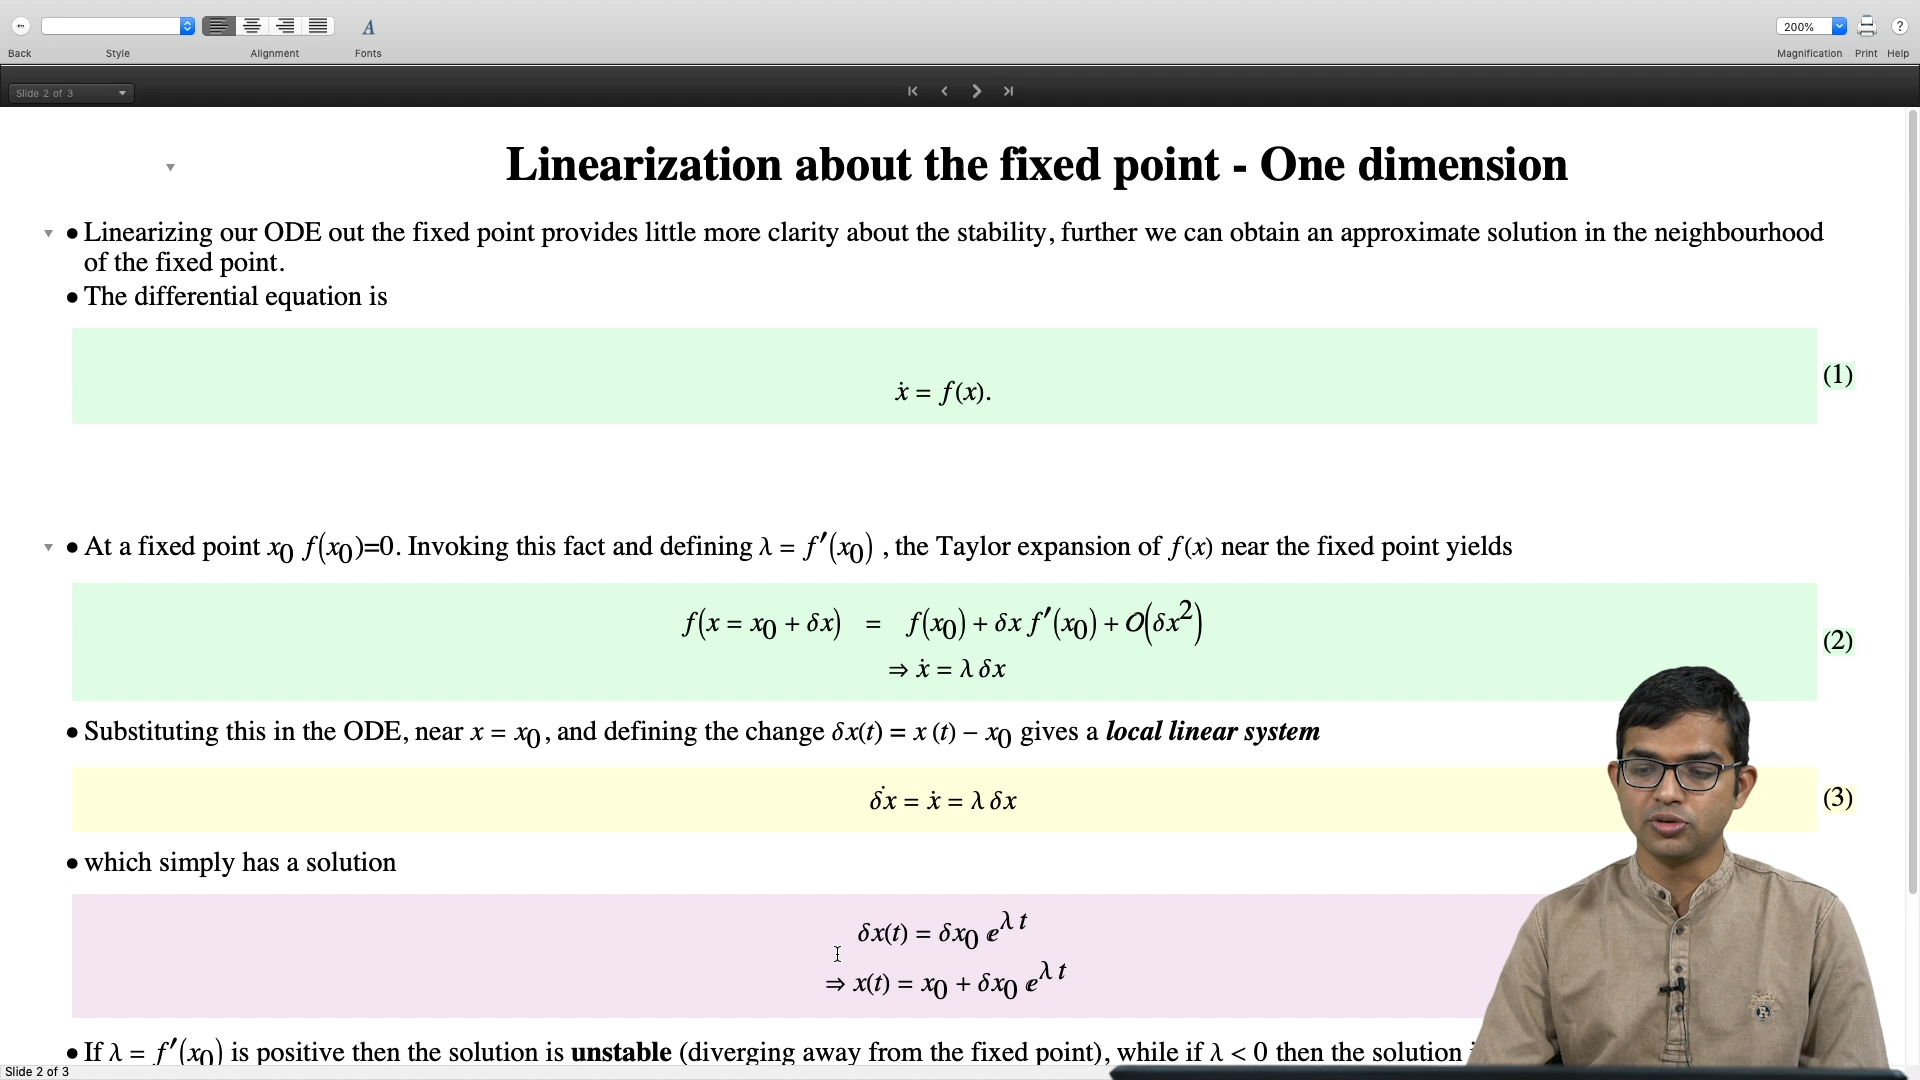 Back
Style
Alignment
A
Fonts
200%
?
Magnification
Print
Help
Slide 2 of 3
Linearization about the fixed point - One dimension
● Linearizing our ODE out the fixed point provides little more clarity about the stability, further we can obtain an approximate solution in the neighbourhood
of the fixed point.
● The differential equation is
ẋ = f(x).
(1)
● At a fixed point x₀ f(x₀)=0. Invoking this fact and defining λ = f′(x₀) , the Taylor expansion of f(x) near the fixed point yields
f(x = x₀ + δx) = f(x₀) + δx f′(x₀) + O(δx²)
⇒ ẋ = λ δx
(2)
● Substituting this in the ODE, near x = x₀, and defining the change δx(t) = x (t) − x₀ gives a local linear system
δẋ = ẋ = λ δx
(3)
● which simply has a solution
δx(t) = δx₀ e^(λ t)
⇒ x(t) = x₀ + δx₀ e^(λ t)
● If λ = f′(x₀) is positive then the solution is unstable (diverging away from the fixed point), while if λ < 0 then the solution
Slide 2 of 3